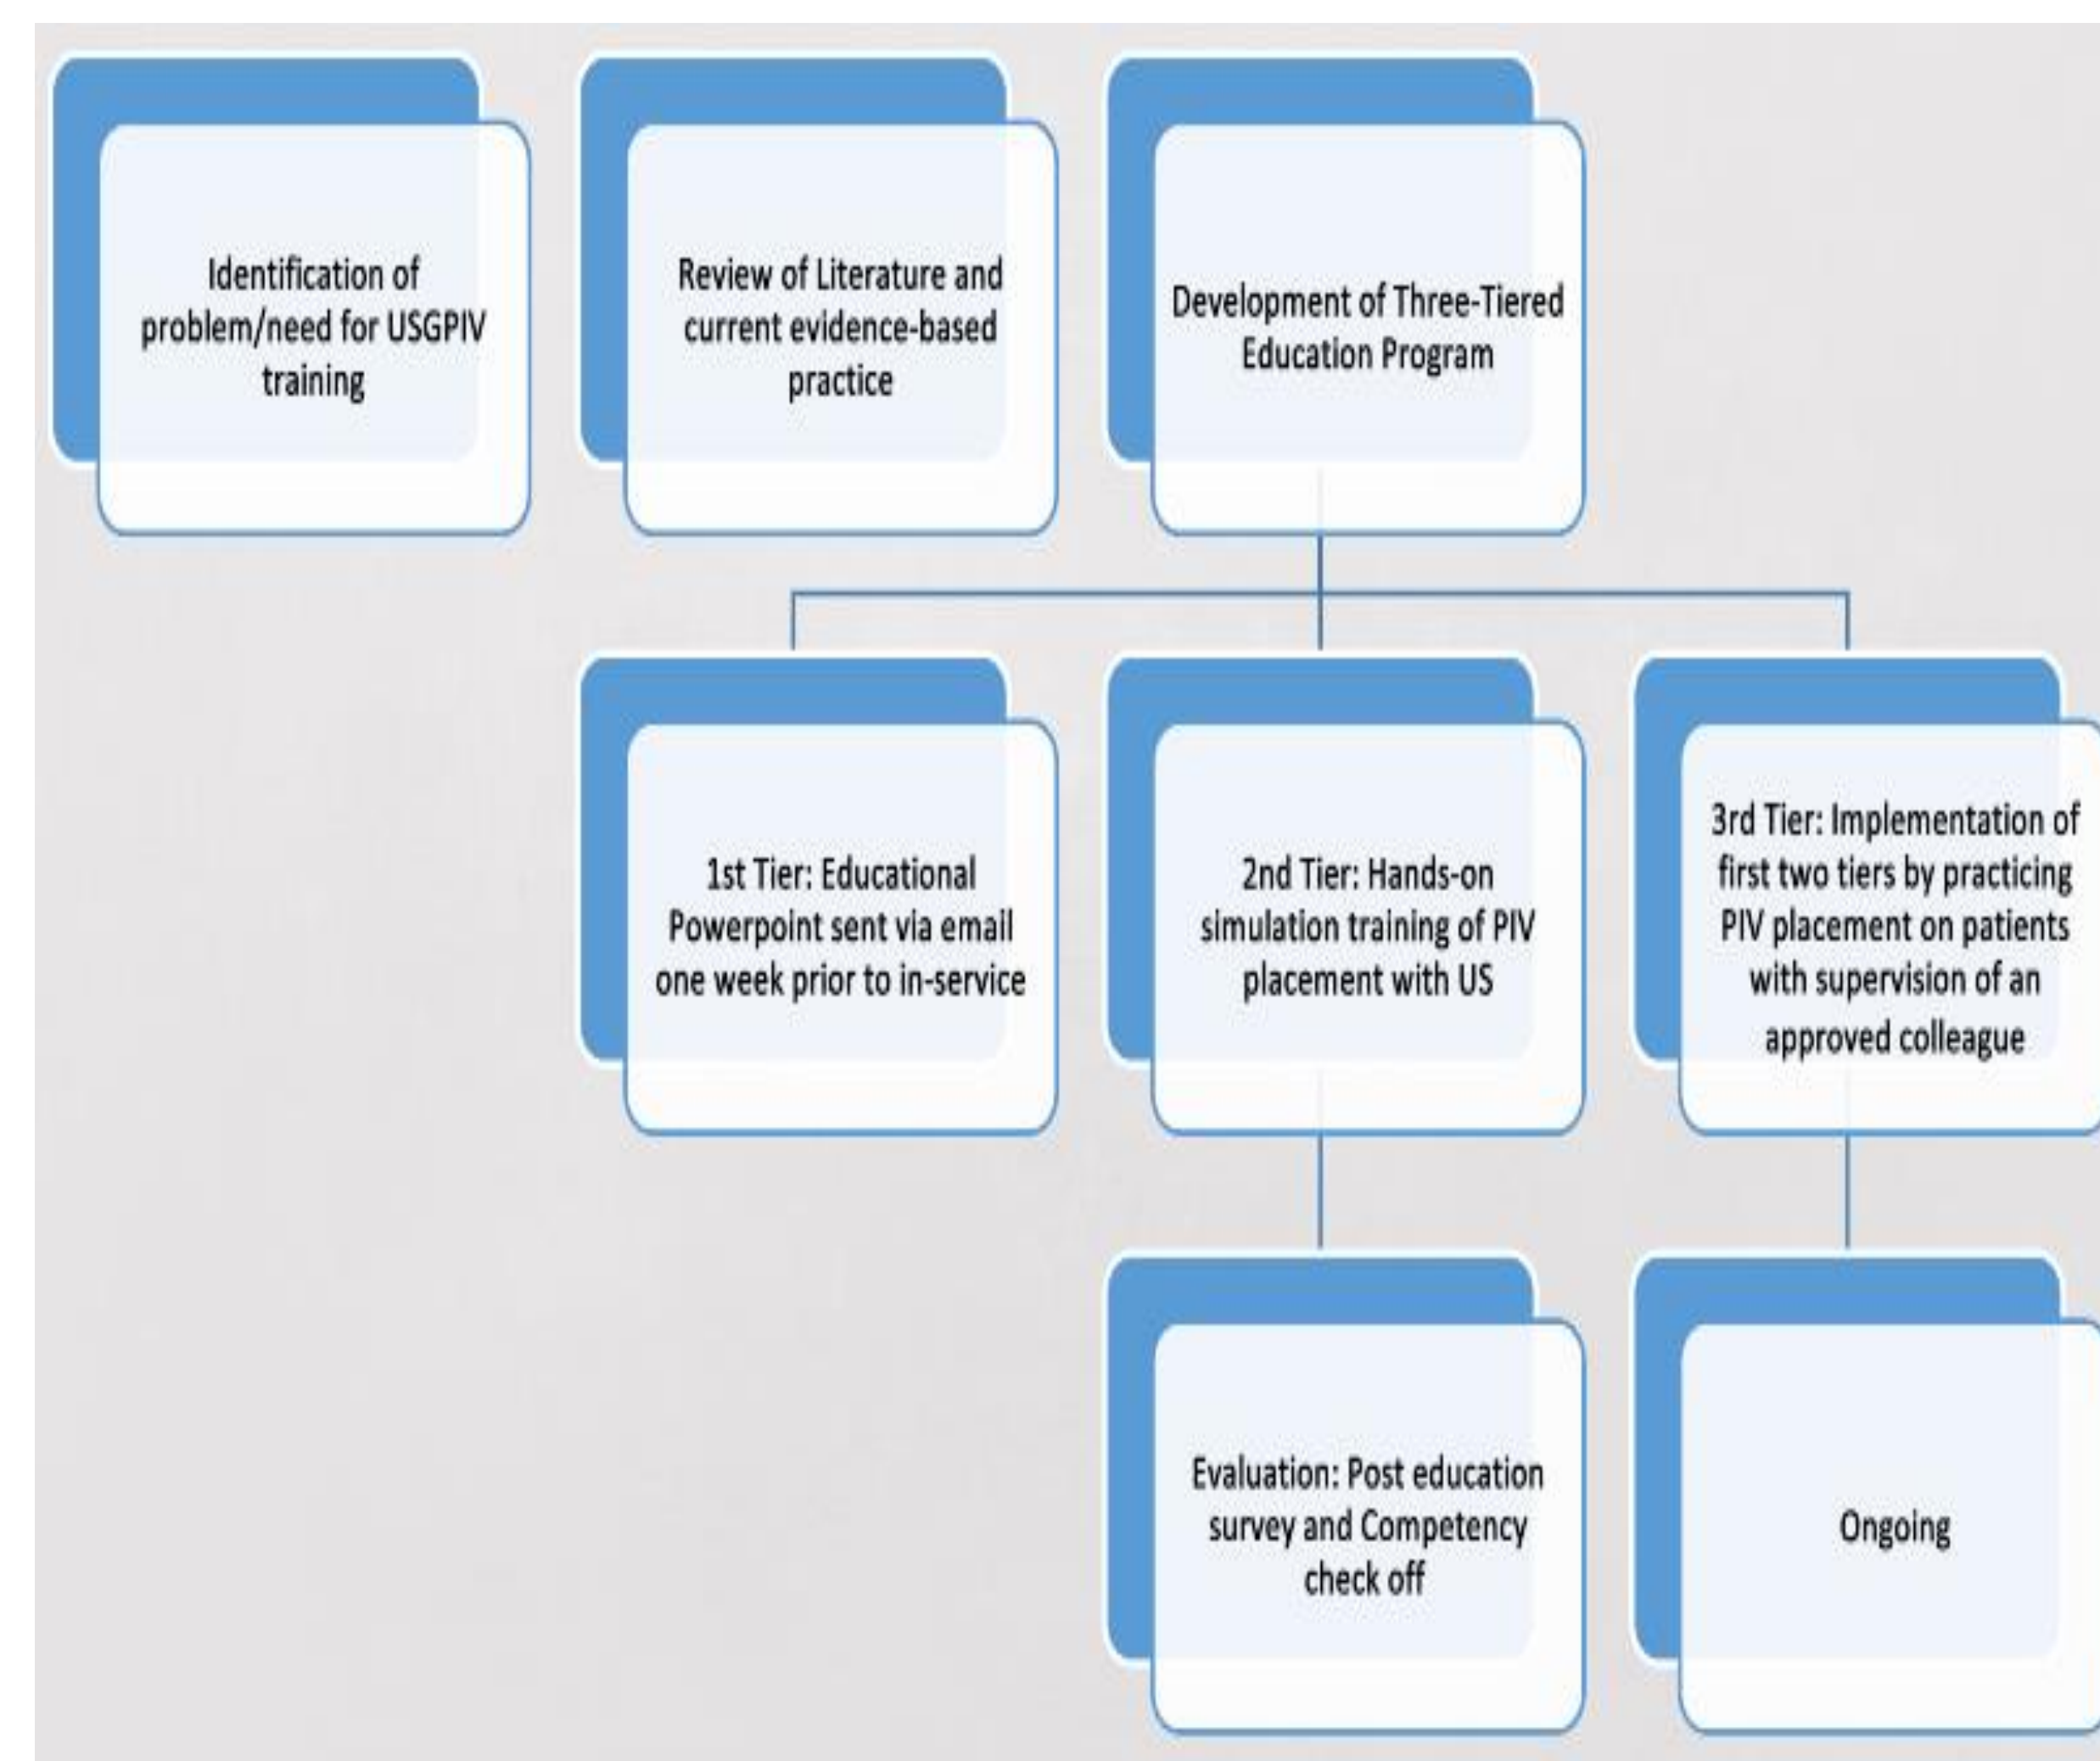 Identification of
problem/need for USGPIV
training
Review of Literature and
current evidence-based
practice
Development of Three-Tiered
Education Program
1st Tier: Educational
Powerpoint sent via email
one week prior to in-service
2nd Tier: Hands-on
simulation training of PIV
placement with US
3rd Tier: Implementation of
first two tiers by practicing
PIV placement on patients
with supervision of an
approved colleague
Evaluation: Post education
survey and Competency
check off
Ongoing